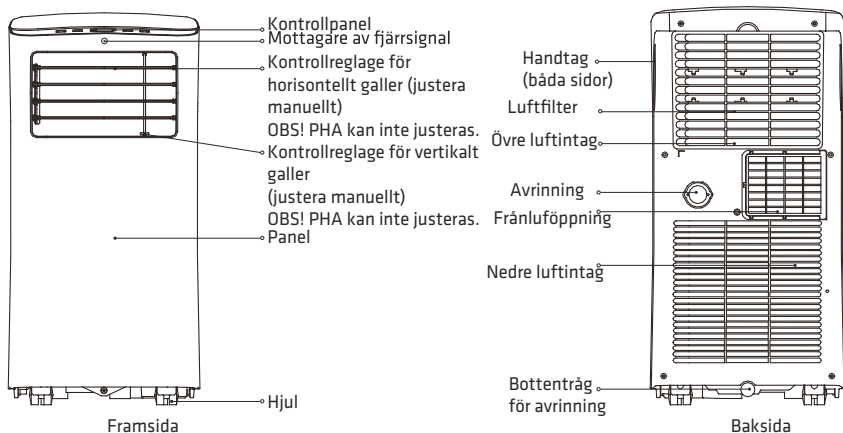 Kontrollpanel
Mottagare av fjärrsignal
Kontrollreglage för
horisontellt galler (justera
manuellt)
OBS! PHA kan inte justeras.
Kontrollreglage för vertikalt
galler
(justera manuellt)
OBS! PHA kan inte justeras.
Panel
Hjul
Framsida
Handtag
(båda sidor)
Luftfilter
Övre luftintag
Avrinning
Frånluföppning
Nedre luftintag
Bottentråg
för avrinning
Baksida